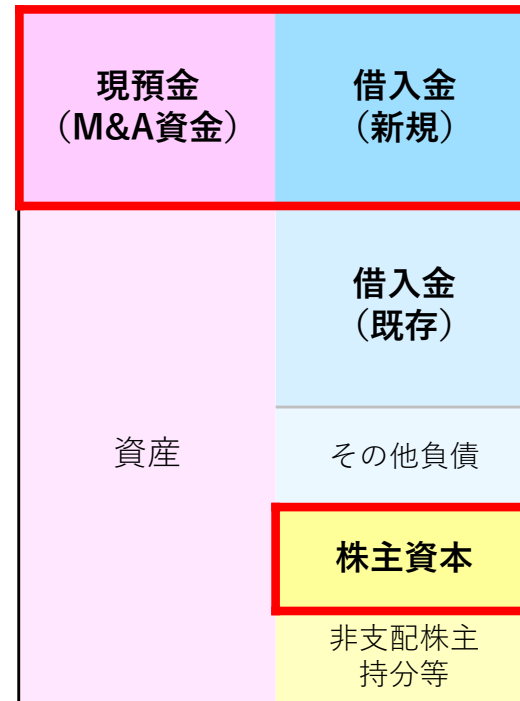 現預金
（M&A資金）
借入金
（新規）
借入金
（既存）
資産
その他負債
株主資本
非支配株主
持分等